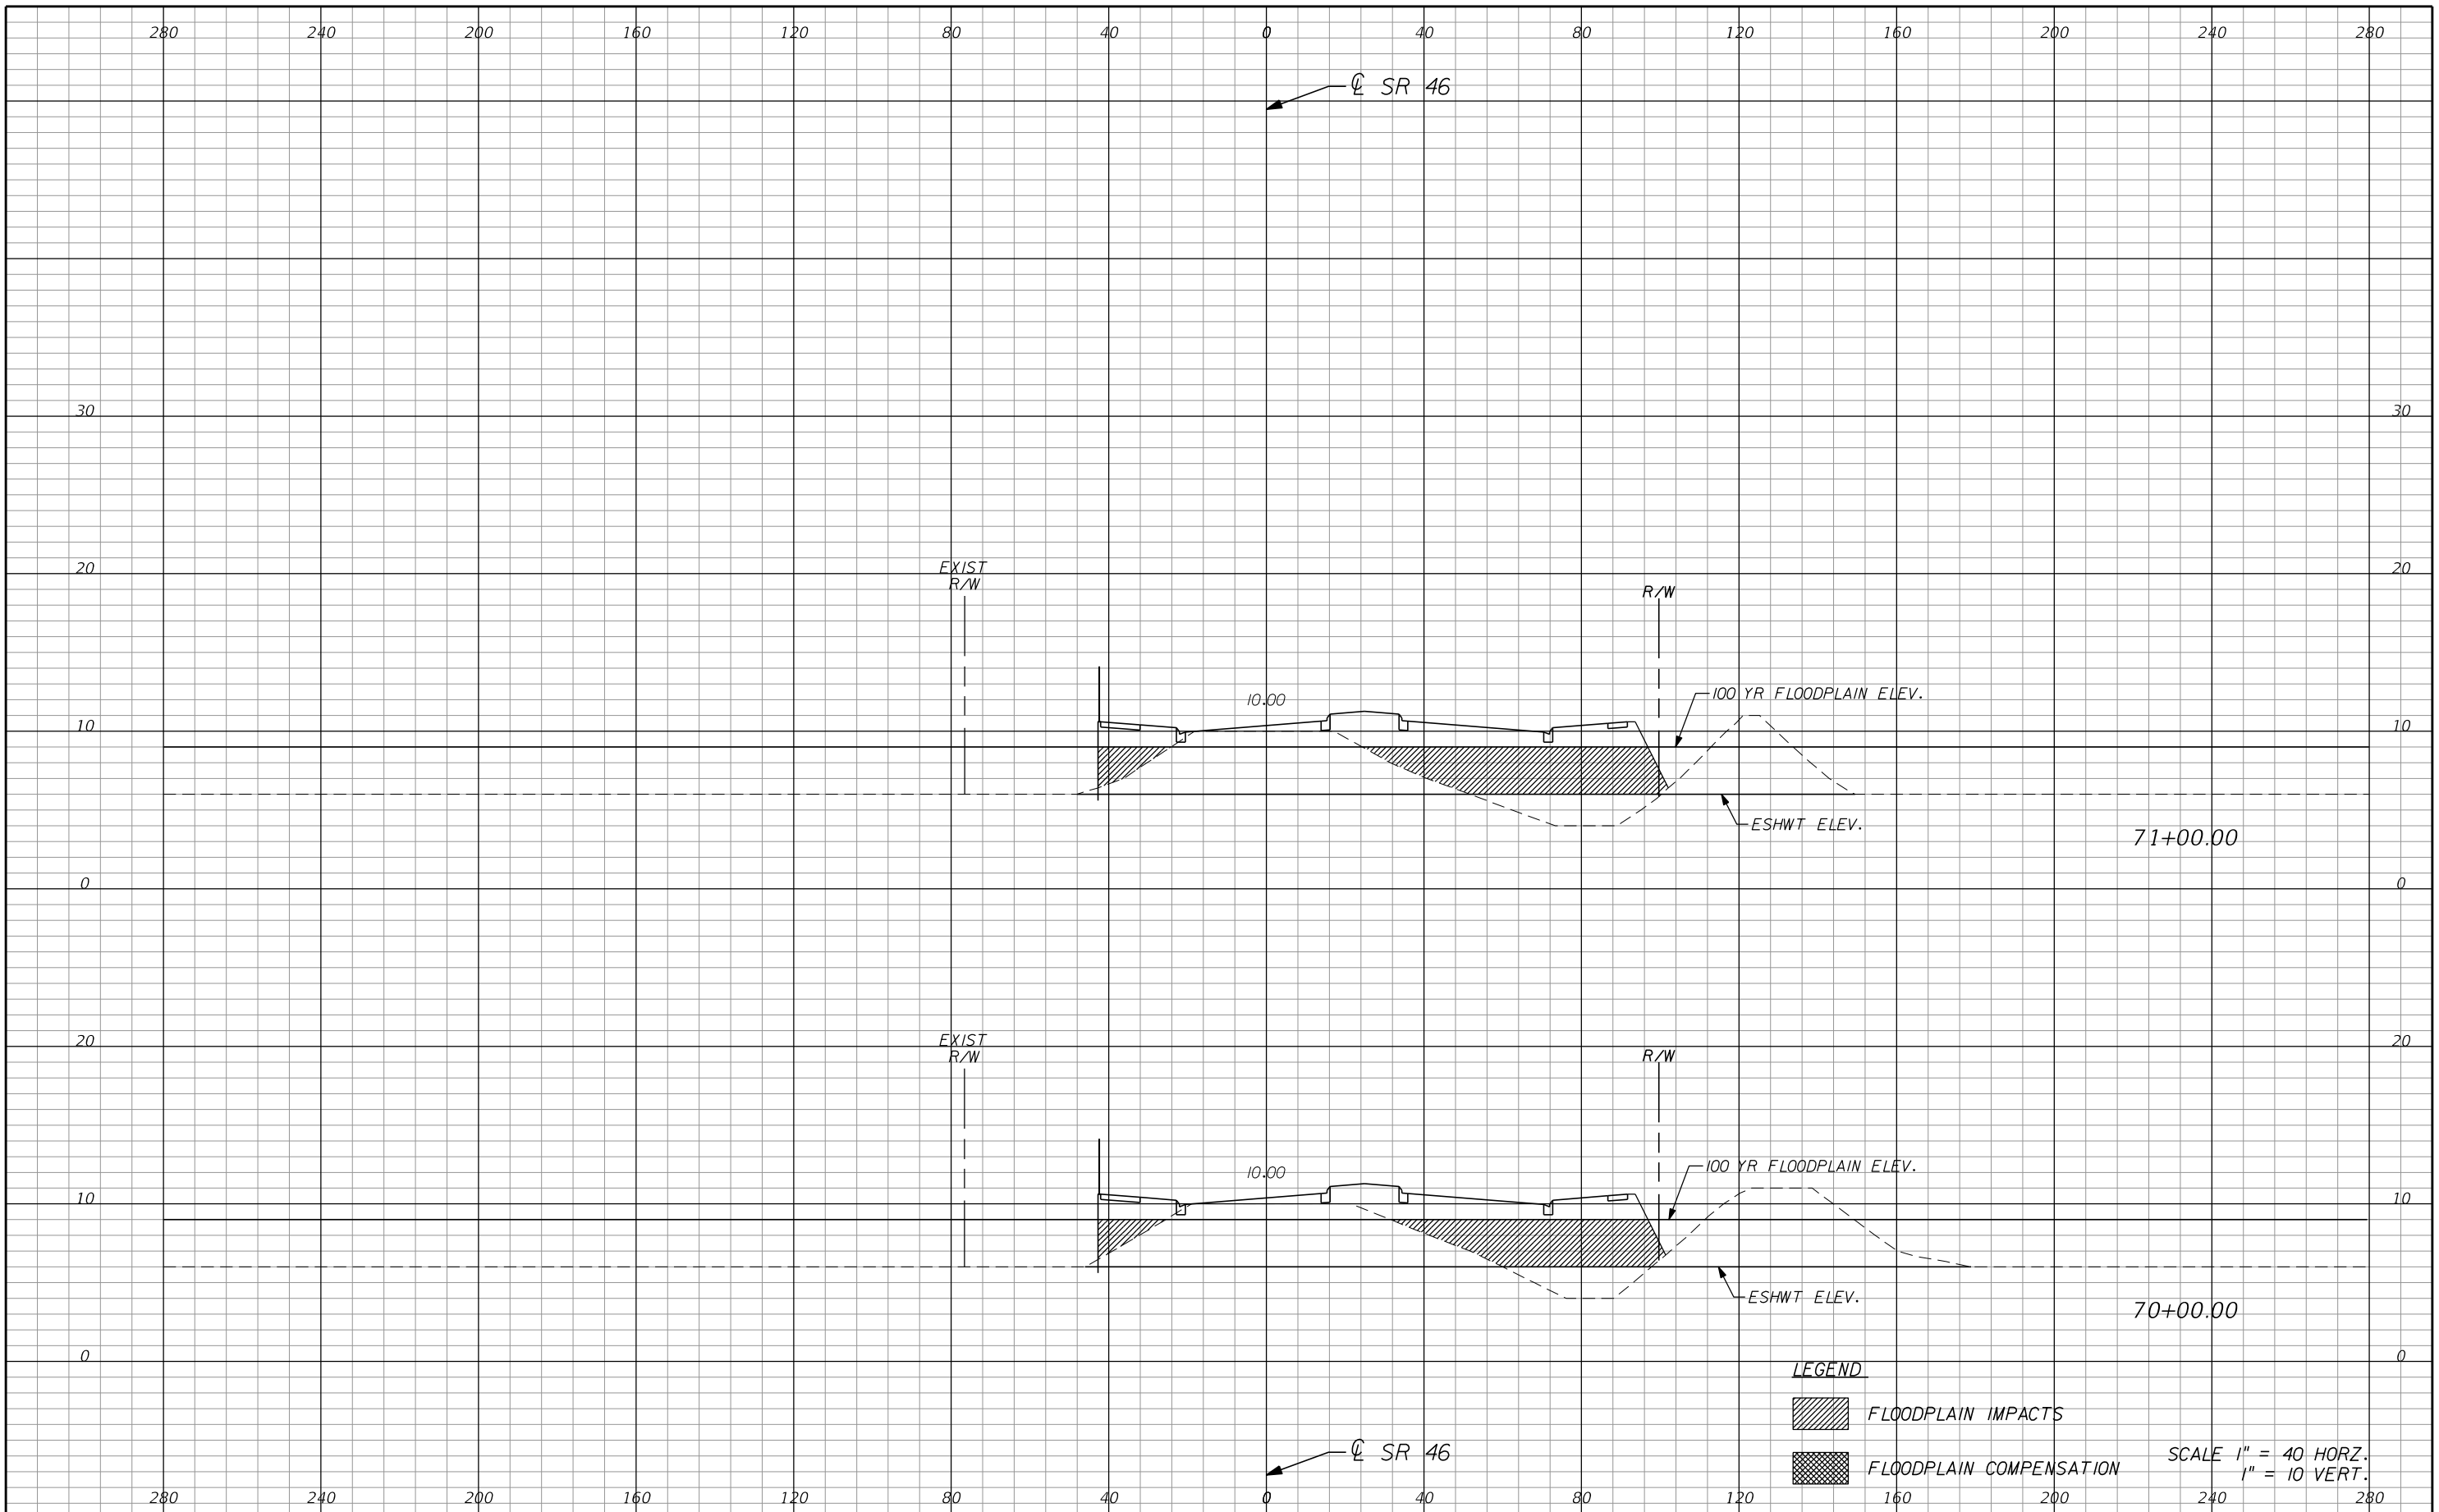 280 240 200 160 120 80 40 0 40 80 120 160 200 240 280
℄ SR 46
30 30
20 20
EXIST
R/W
R/W
100 YR FLOODPLAIN ELEV.
10.00
10 10
ESHWT ELEV.
71+00.00
0 0
20 20
EXIST
R/W
R/W
100 YR FLOODPLAIN ELEV.
10.00
10 10
ESHWT ELEV.
70+00.00
0 0
LEGEND
FLOODPLAIN IMPACTS
℄ SR 46
FLOODPLAIN COMPENSATION
SCALE 1" = 40 HORZ.
1" = 10 VERT.
280 240 200 160 120 80 40 0 40 80 120 160 200 240 280